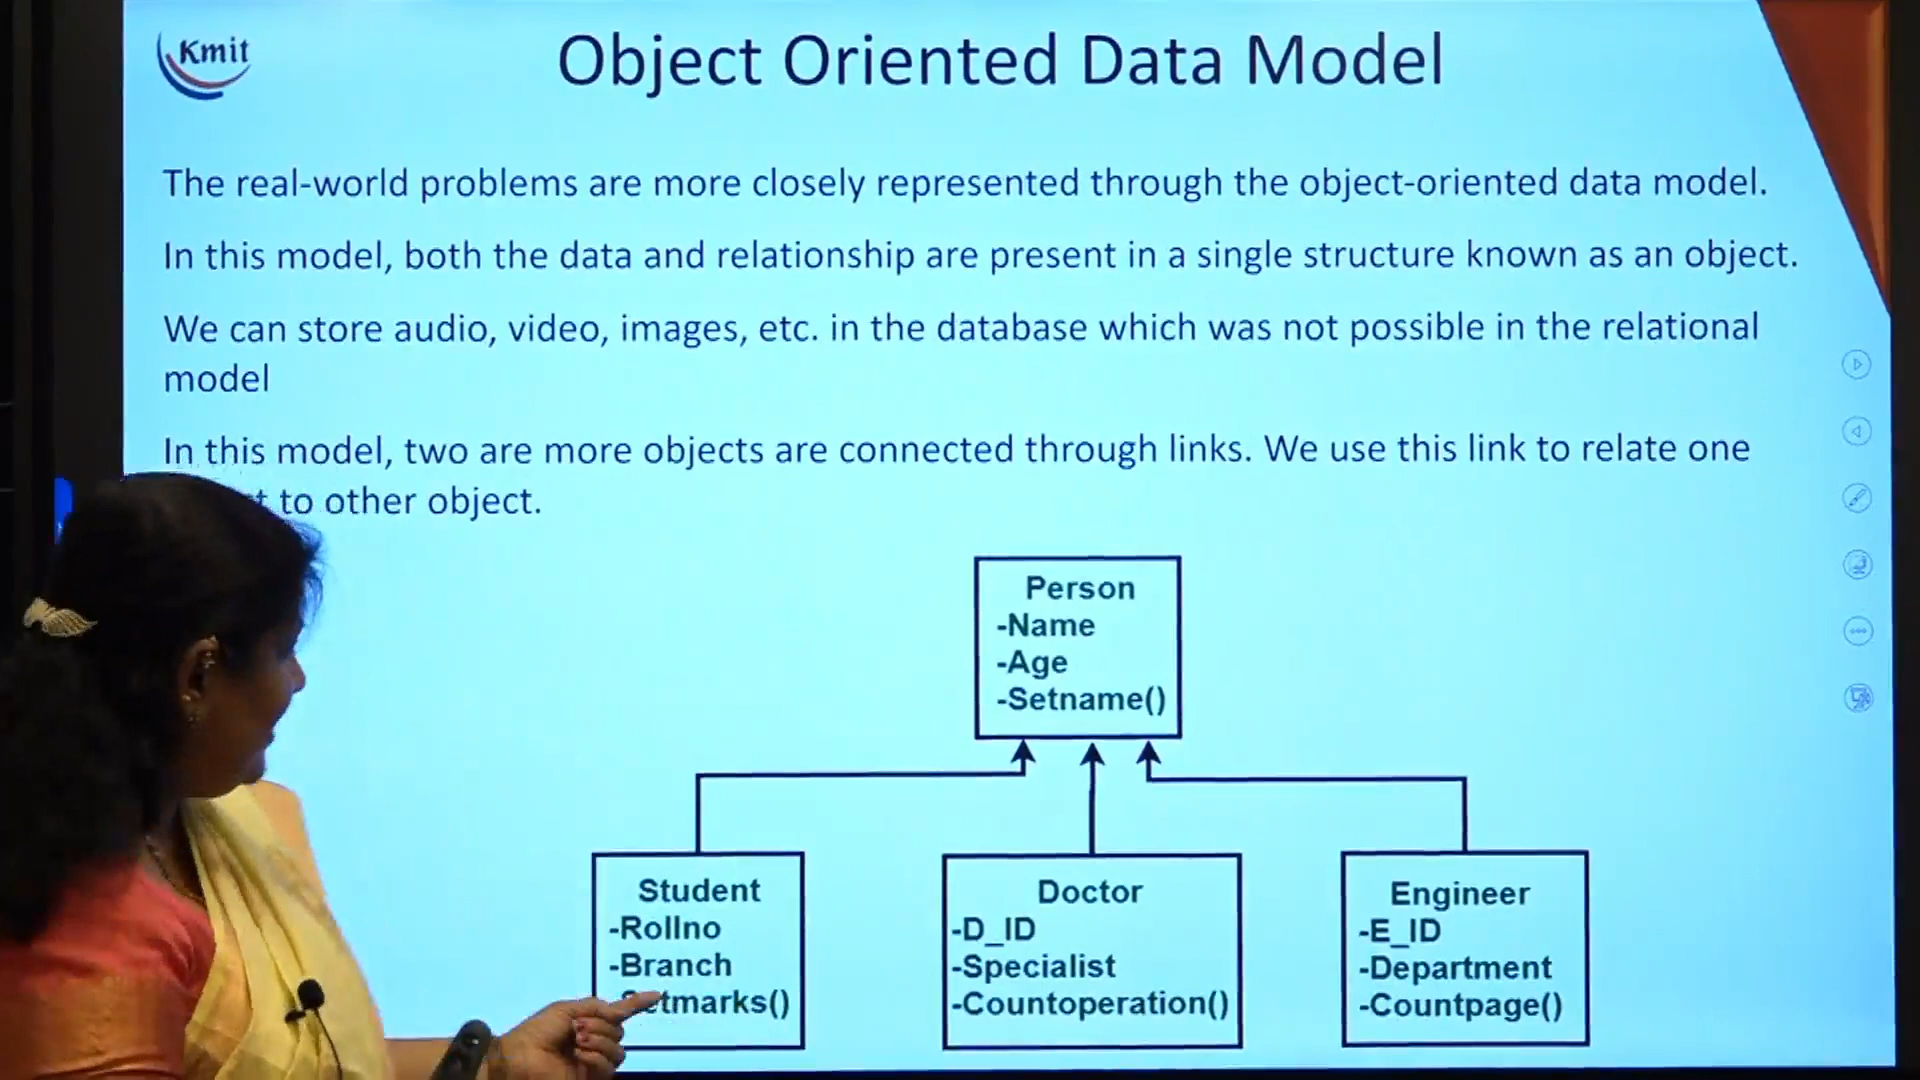 Kmit
Object Oriented Data Model
The real-world problems are more closely represented through the object-oriented data model.
In this model, both the data and relationship are present in a single structure known as an object.
We can store audio, video, images, etc. in the database which was not possible in the relational
model
In this model, two are more objects are connected through links. We use this link to relate one
to other object.
Person
-Name
-Age
-Setname()
Student
-Rollno
-Branch
Doctor
-D_ID
-Specialist
-Countoperation()
Engineer
-E_ID
-Department
-Countpage()